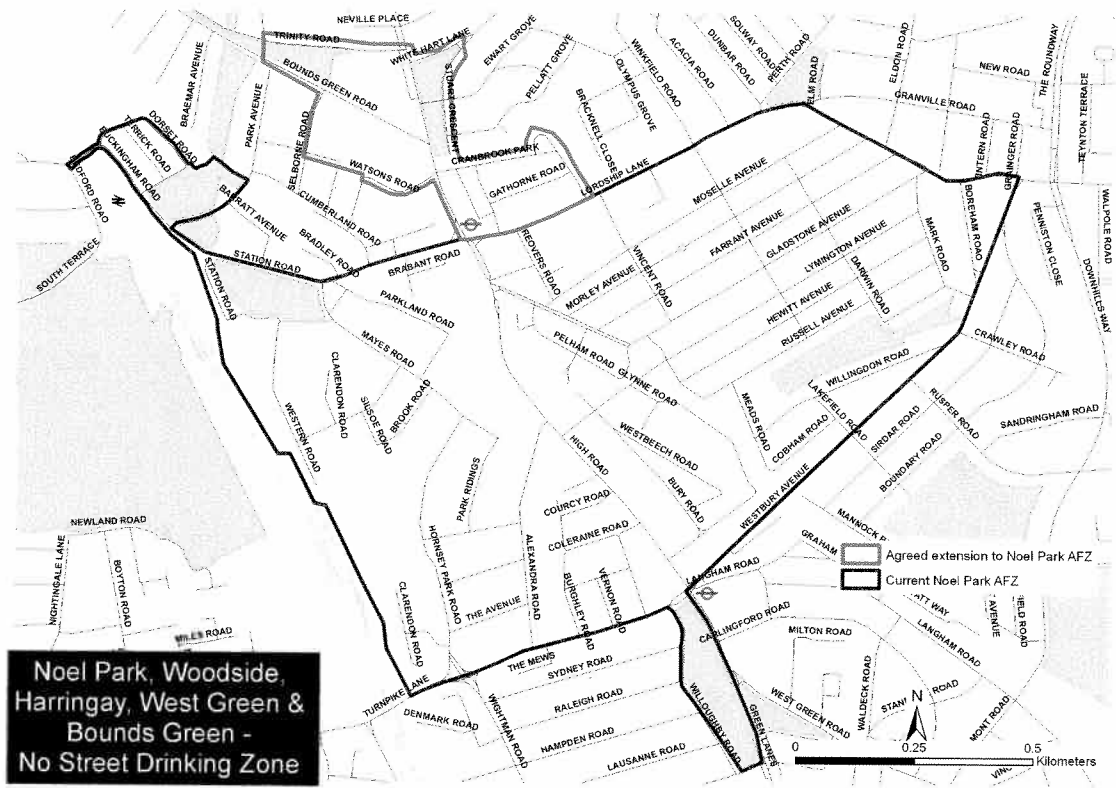 NEVILLE PLACE
TRINITY ROAD
WHITE HART LANE
EWART GROVE
PELLATT GROVE
WINKFIELD ROAD
ACACIA ROAD
DUNBAR ROAD
SOLWAY ROAD
PERTH ROAD
ELM ROAD
ELDON ROAD
NEW ROAD
THE ROUNDWAY
TEYNTON TERRACE
BRAEMAR AVENUE
BOUNDS GREEN ROAD
PARK AVENUE
STUART CRESCENT
OLYMPUS GROVE
BRACKNELL CLOSE
GRANVILLE ROAD
GRAINGER ROAD
DORSET ROAD
TERRICK ROAD
BUCKINGHAM ROAD
SELBORNE ROAD
WATSONS ROAD
CRANBROOK PARK
GATHORNE ROAD
LORDSHIP LANE
MOSELLE AVENUE
BOREHAM ROAD
PENNISTON CLOSE
WALPOLE ROAD
DOWNHILLS WAY
SOUTH TERRACE
BARRATT AVENUE
CUMBERLAND ROAD
BRADLEY ROAD
STATION ROAD
BRABANT ROAD
REDVERS ROAD
VINCENT ROAD
MORLEY AVENUE
FARRANT AVENUE
GLADSTONE AVENUE
LYMINGTON AVENUE
MARK ROAD
DARWIN ROAD
HEWITT AVENUE
RUSSELL AVENUE
STATION ROAD
PARKLAND ROAD
MAYES ROAD
PELHAM ROAD
GLYNNE ROAD
WILLINGDON ROAD
CRAWLEY ROAD
CLARENDON ROAD
SILSOE ROAD
BROOK ROAD
WESTERN ROAD
MEADS ROAD
LAKEFIELD ROAD
COBHAM ROAD
SIRDAR ROAD
RUSPER ROAD
BOUNDARY ROAD
SANDRINGHAM ROAD
HIGH ROAD
WESTBEECH ROAD
BURY ROAD
WESTBURY AVENUE
PARK RIDINGS
COURCY ROAD
COLERAINE ROAD
NEWLAND ROAD
NIGHTINGALE LANE
BOYTON ROAD
MILES ROAD
HORNSEY PARK ROAD
ALEXANDRA ROAD
THE AVENUE
BURGHLEY ROAD
VERNON ROAD
CLARENDON ROAD
LANGHAM ROAD
CARLINGFORD ROAD
MILTON ROAD
LANGHAM ROAD
WALDECK ROAD
WEST GREEN ROAD
AVENUE
TURNPIKE LANE
THE MEWS
SYDNEY ROAD
RALEIGH ROAD
HAMPDEN ROAD
LAUSANNE ROAD
DENMARK ROAD
WIGHTMAN ROAD
WILLOUGHBY ROAD
GREEN LANES
Agreed extension to Noel Park AFZ
Current Noel Park AFZ
Noel Park, Woodside,
Harringay, West Green &
Bounds Green -
No Street Drinking Zone
N
0 0.25 0.5
Kilometers